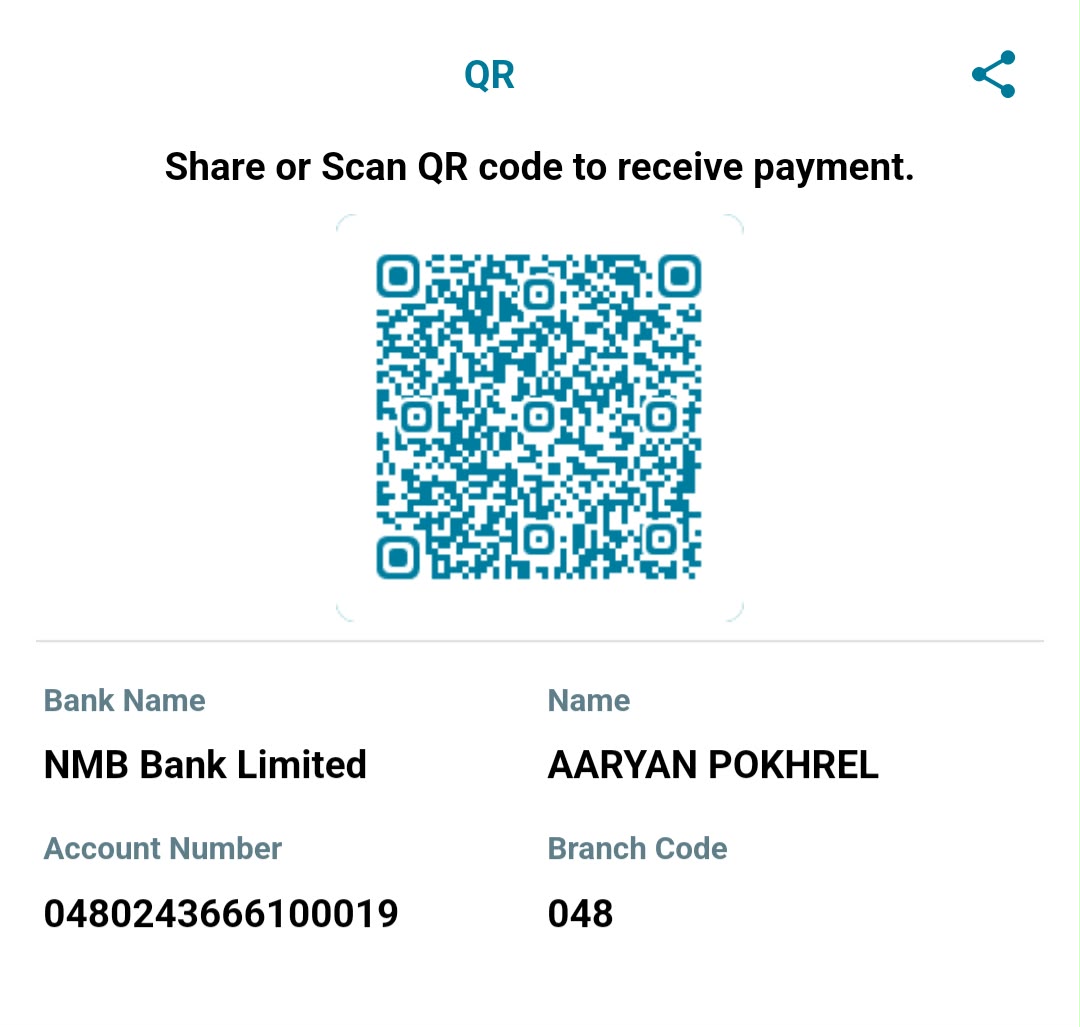 QR
Share or Scan QR code to receive payment.
Bank Name
Name
NMB Bank Limited
AARYAN POKHREL
Account Number
Branch Code
0480243666100019
048